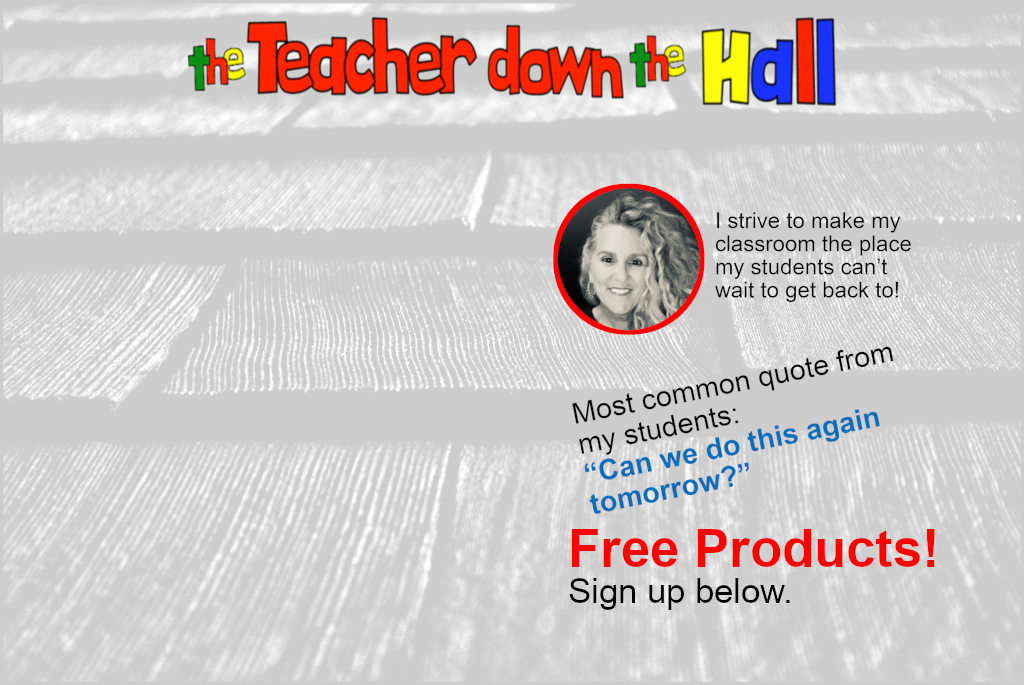 the Teacher down the Hall
I strive to make my
classroom the place
my students can’t
wait to get back to!
Most common quote from
my students:
“Can we do this again
tomorrow?”
Free Products!
Sign up below.